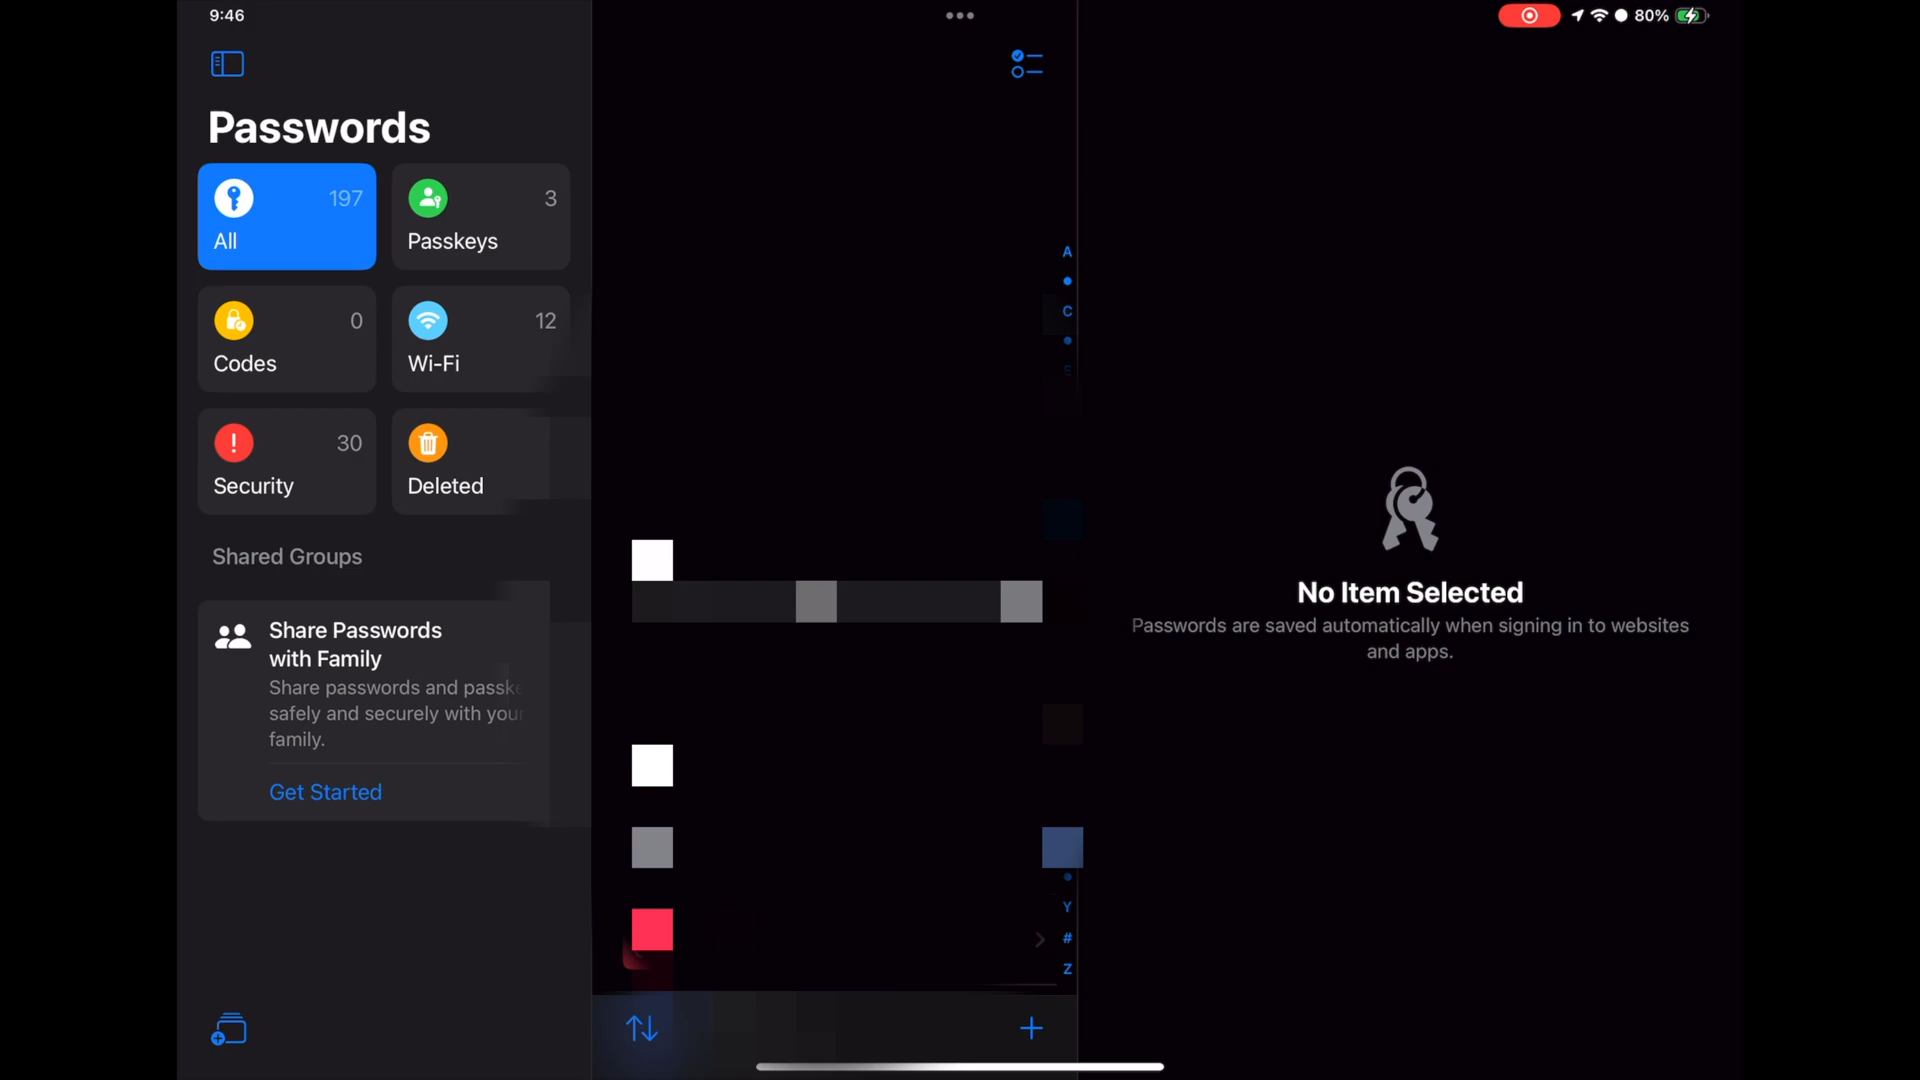 9:46
80%
Passwords
197
All
3
Passkeys
0
Codes
12
Wi-Fi
30
Security
Deleted
Shared Groups
Share Passwords
with Family
Share passwords and
safely and securely with your
family.
Get Started
A
C
E
Y
#
Z
No Item Selected
Passwords are saved automatically when signing in to websites
and apps.